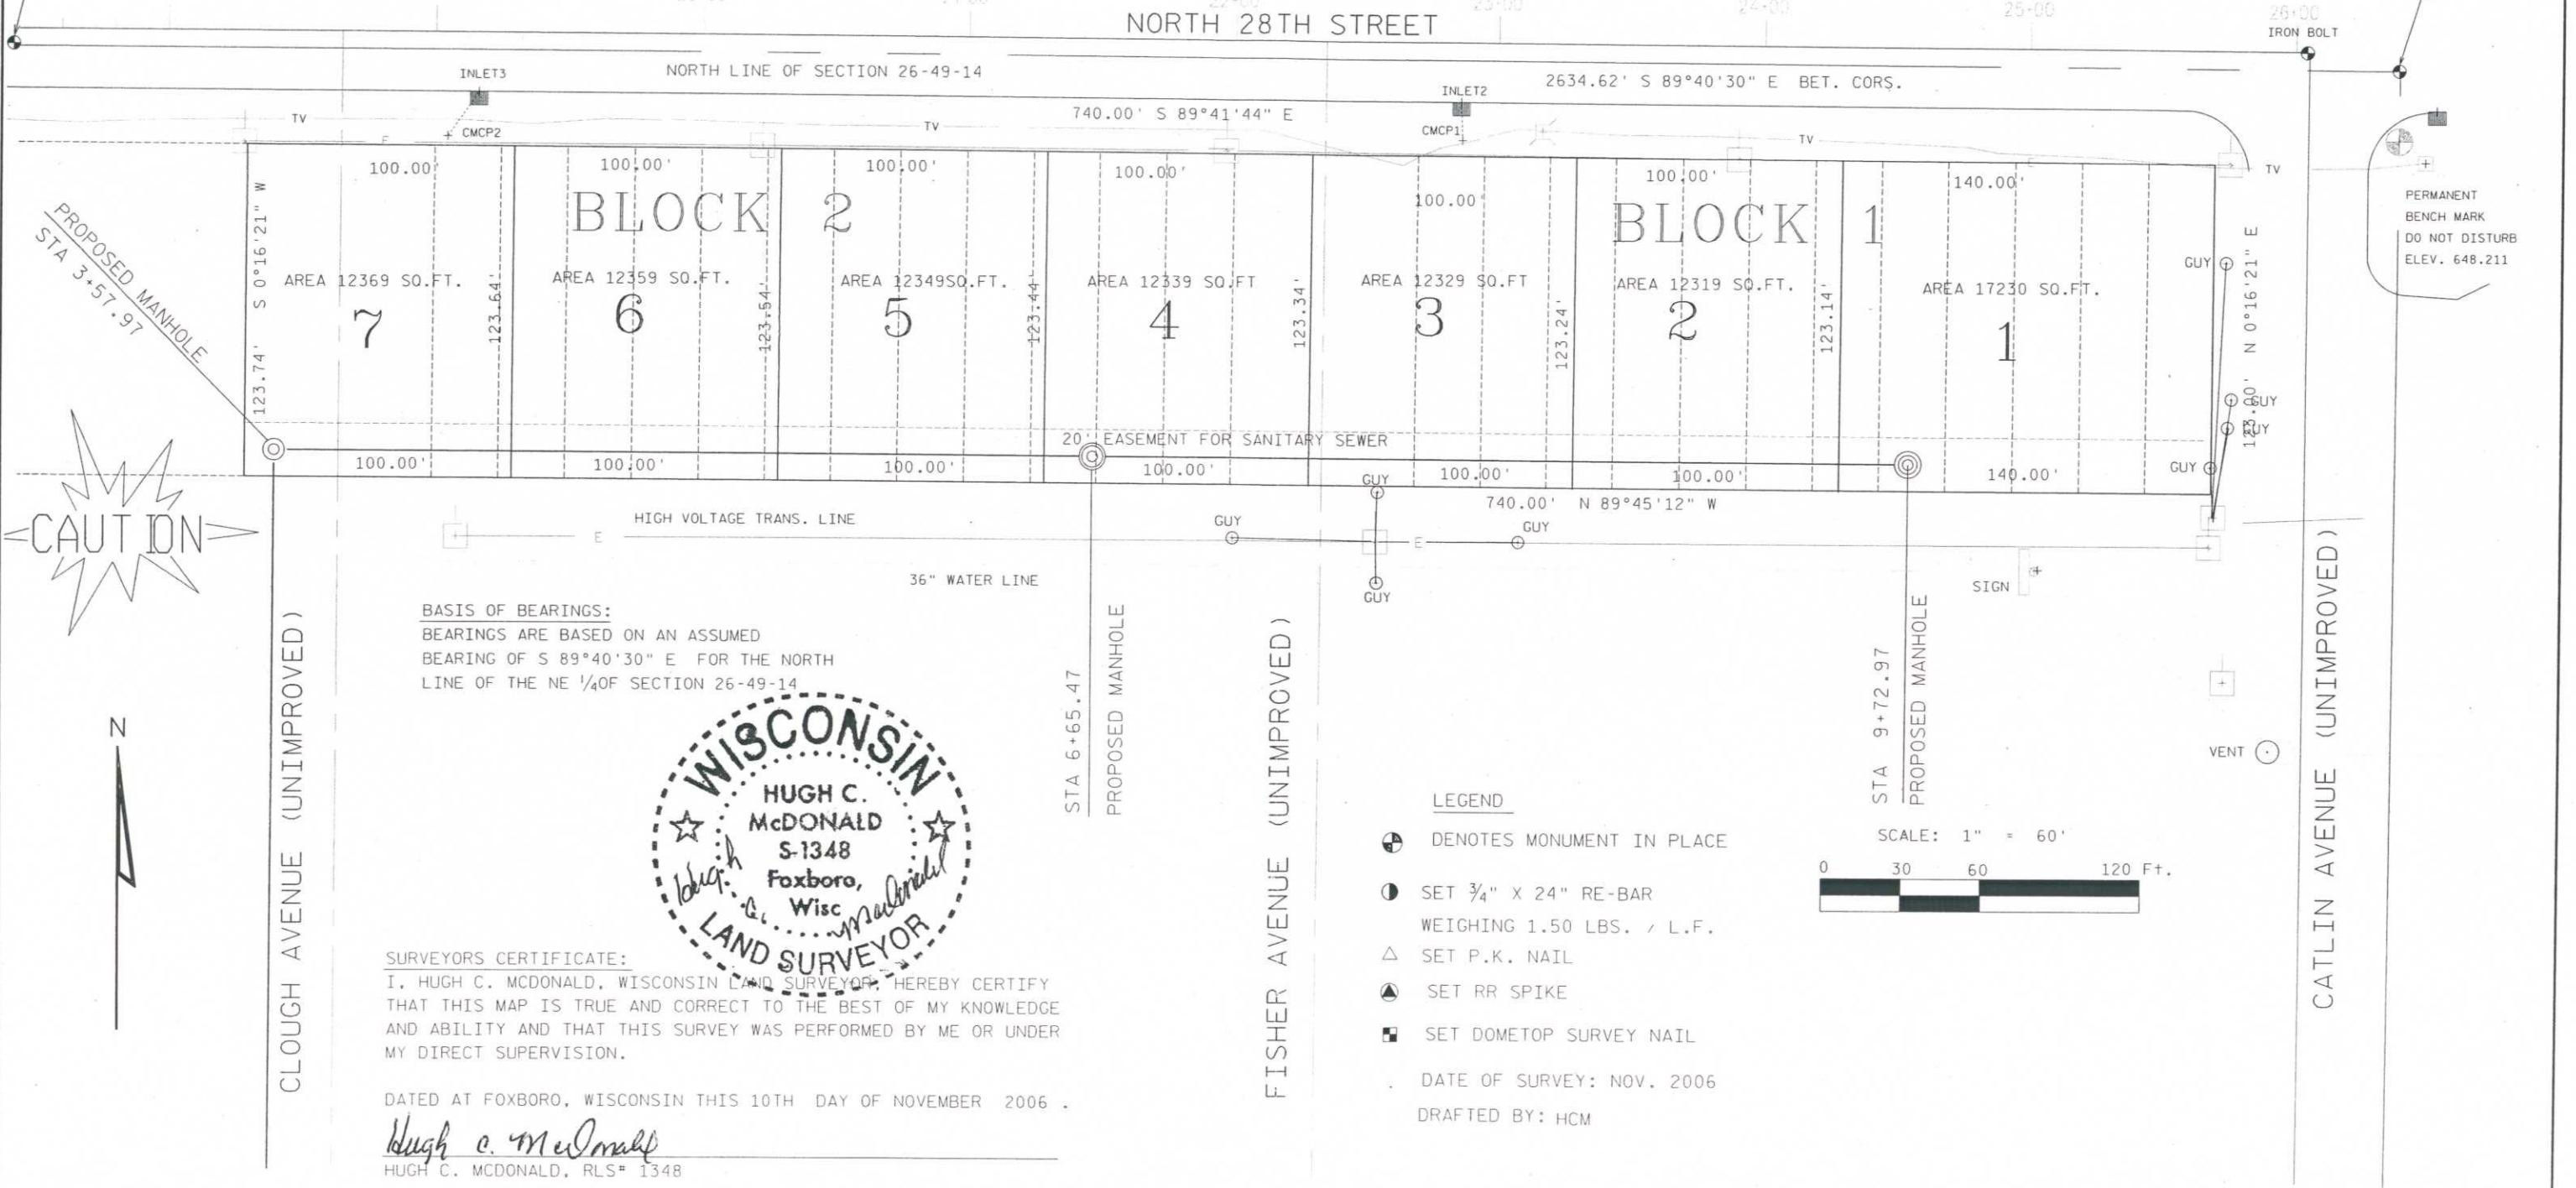 22+00
23+00
24+00
25+00
26+00
NORTH 28TH STREET
IRON BOLT
INLET3
NORTH LINE OF SECTION 26-49-14
INLET2
2634.62' S 89°40'30" E BET. CORS.
740.00' S 89°41'44" E
TV
TV
TV
TV
CMCP2
CMCP1
E
E
100.00'
100.00'
100.00'
100.00'
100.00'
100.00'
140.00'
BLOCK 2
BLOCK 1
PERMANENT
BENCH MARK
DO NOT DISTURB
ELEV. 648.211
PROPOSED MANHOLE
STA 3+57.97
123.74' S 0°16'21" W
AREA 12369 SQ.FT.
7
123.64'
AREA 12359 SQ.FT.
6
123.54'
AREA 12349SQ.FT.
5
123.44'
AREA 12339 SQ.FT
4
123.34'
AREA 12329 SQ.FT
3
123.24'
AREA 12319 SQ.FT.
2
123.14'
AREA 17230 SQ.FT.
1
GUY
GUY
GUY
GUY
123.00' N 0°16'21" E
20' EASEMENT FOR SANITARY SEWER
100.00'
100.00'
100.00'
100.00'
100.00'
100.00'
140.00'
740.00' N 89°45'12" W
CAUTION
HIGH VOLTAGE TRANS. LINE
E
E
GUY
GUY
GUY
GUY
36" WATER LINE
SIGN
BASIS OF BEARINGS:
BEARINGS ARE BASED ON AN ASSUMED
BEARING OF S 89°40'30" E FOR THE NORTH
LINE OF THE NE ¼OF SECTION 26-49-14
N
CLOUGH AVENUE (UNIMPROVED)
STA 6+65.47
PROPOSED MANHOLE
FISHER AVENUE (UNIMPROVED)
STA 9+72.97
PROPOSED MANHOLE
CATLIN AVENUE (UNIMPROVED)
VENT
WISCONSIN
HUGH C.
McDONALD
S-1348
Foxboro,
Wisc
LAND SURVEYOR
Hugh C. McDonald
LEGEND
DENOTES MONUMENT IN PLACE
SET ¾" X 24" RE-BAR
WEIGHING 1.50 LBS. / L.F.
SET P.K. NAIL
SET RR SPIKE
SET DOMETOP SURVEY NAIL
DATE OF SURVEY: NOV. 2006
DRAFTED BY: HCM
SCALE: 1" = 60'
0 30 60 120 Ft.
SURVEYORS CERTIFICATE:
I, HUGH C. MCDONALD, WISCONSIN LAND SURVEYOR, HEREBY CERTIFY
THAT THIS MAP IS TRUE AND CORRECT TO THE BEST OF MY KNOWLEDGE
AND ABILITY AND THAT THIS SURVEY WAS PERFORMED BY ME OR UNDER
MY DIRECT SUPERVISION.
DATED AT FOXBORO, WISCONSIN THIS 10TH DAY OF NOVEMBER 2006 .
Hugh C. McDonald
HUGH C. MCDONALD, RLS# 1348